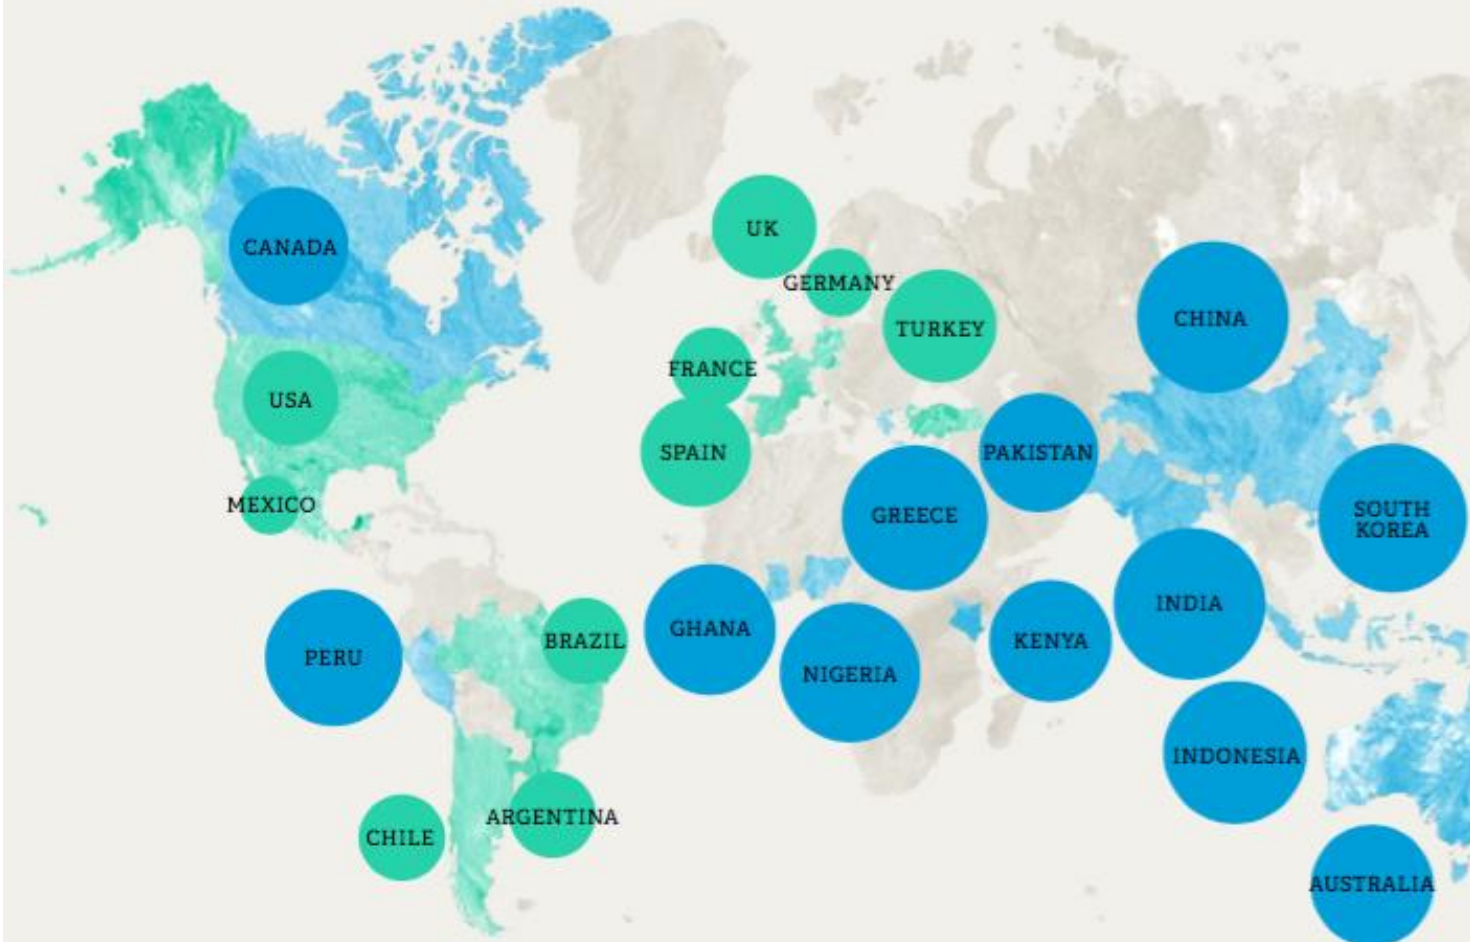 UK
CANADA
GERMANY
CHINA
TURKEY
FRANCE
USA
SPAIN
PAKISTAN
MEXICO
GREECE
SOUTH
KOREA
INDIA
GHANA
BRAZIL
KENYA
PERU
NIGERIA
INDONESIA
ARGENTINA
CHILE
AUSTRALIA